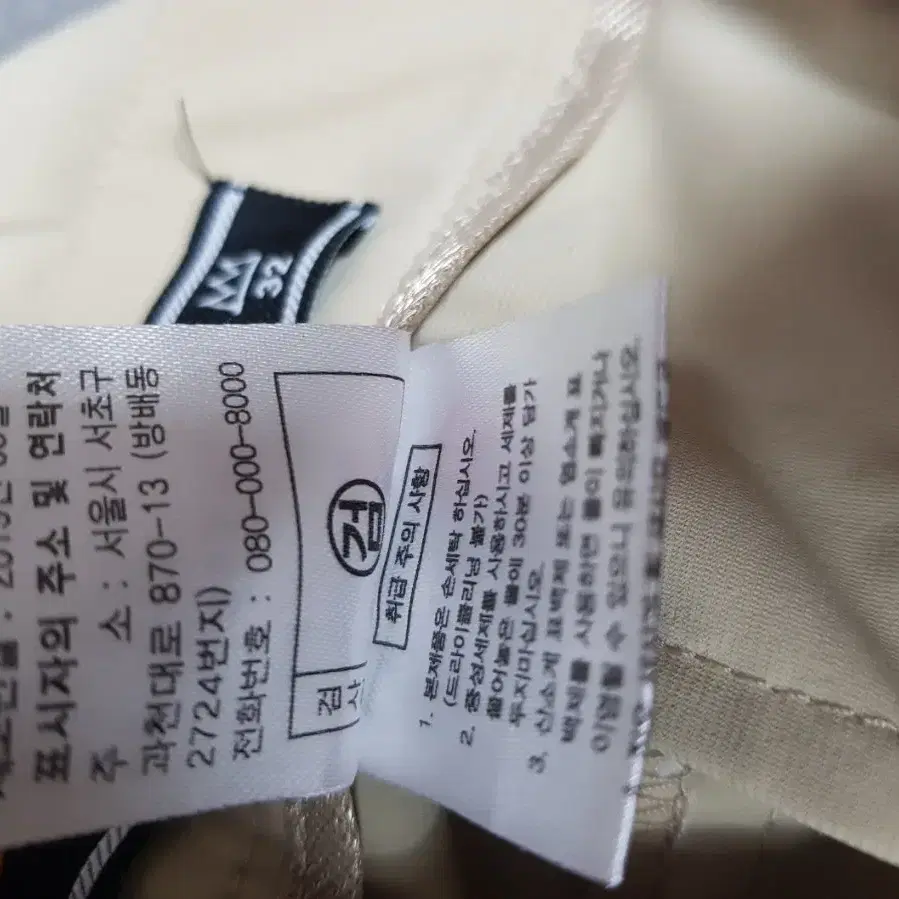 32
표시자의 주소 및 연락처
주 소 : 서울시 서초구
과천대로 870-13 (방배동
2724번지)
전화번호 : 080-000-8000
검사
검
취급 주의 사항
1. 본제품은 손세탁 하십시오.
(드라이클리닝 불가)
2. 중성세제를 사용하시고 세제를
풀어놓은 물에 30분 이상 담가
두지마십시오.
3. 산소계 표백제 또는 염소계 표
백제를 사용하면 물이 빠지거나
이염될 수 있으니 유의하십시오.